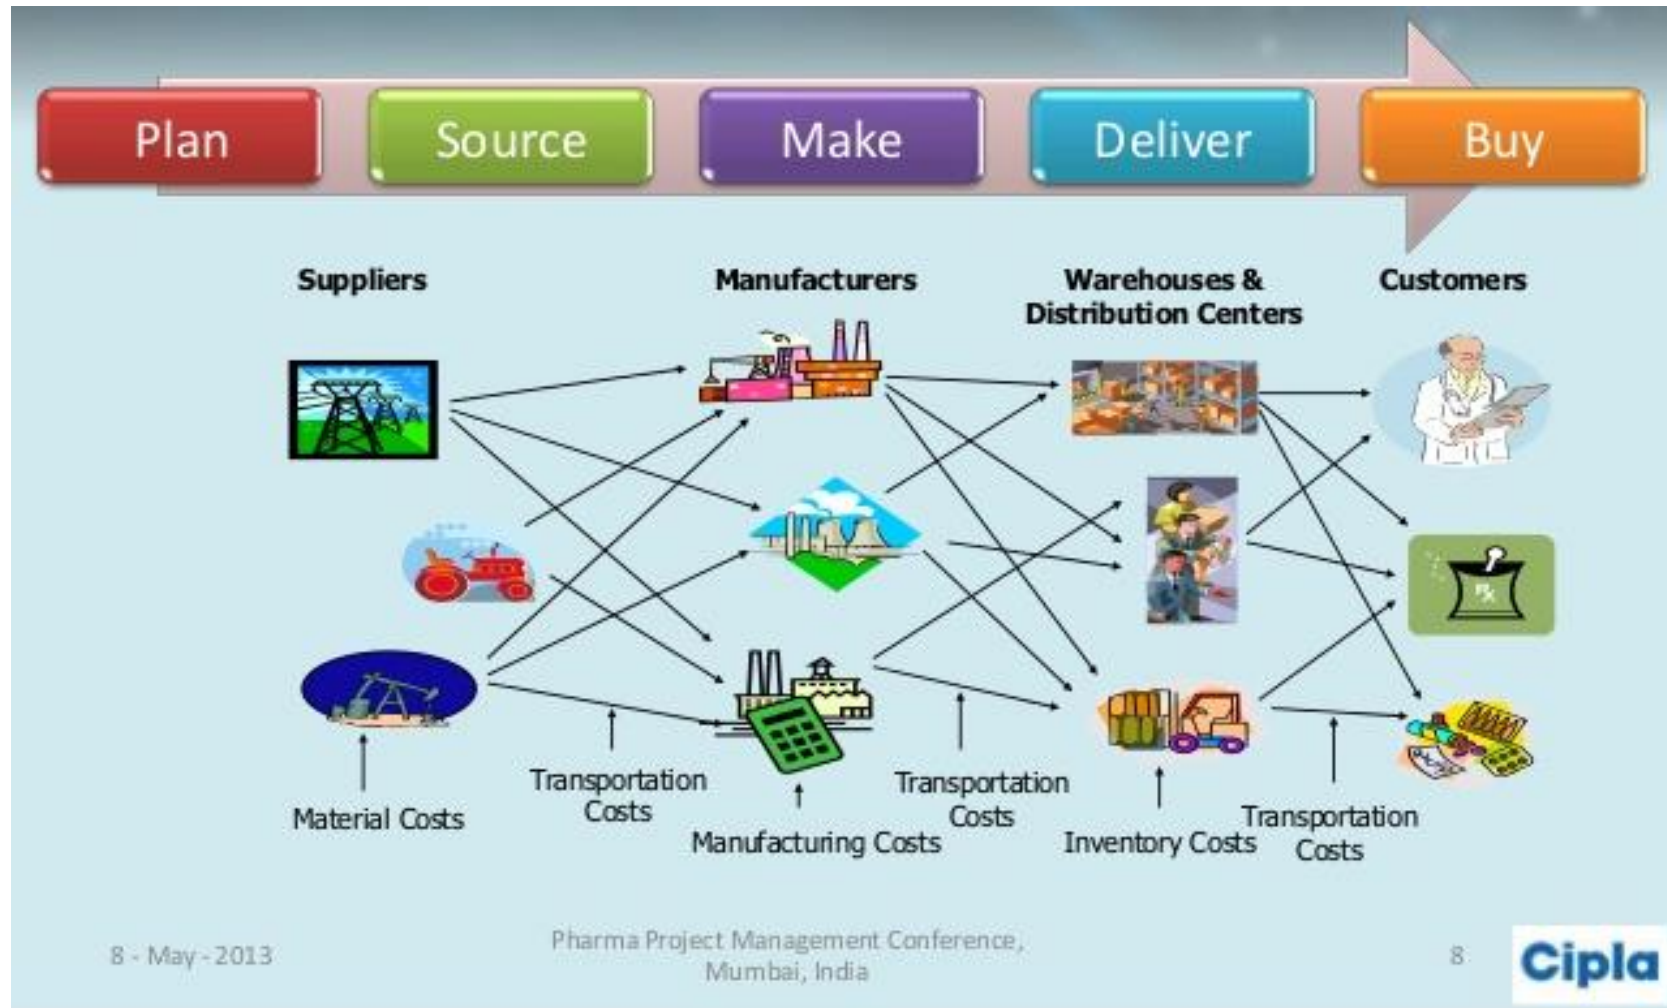 Plan
Source
Make
Deliver
Buy
Suppliers
Manufacturers
Warehouses &
Distribution Centers
Customers
Rx
Material Costs
Transportation
Costs
Manufacturing Costs
Transportation
Costs
Inventory Costs
Transportation
Costs
8 - May - 2013
Pharma Project Management Conference,
Mumbai, India
8
Cipla